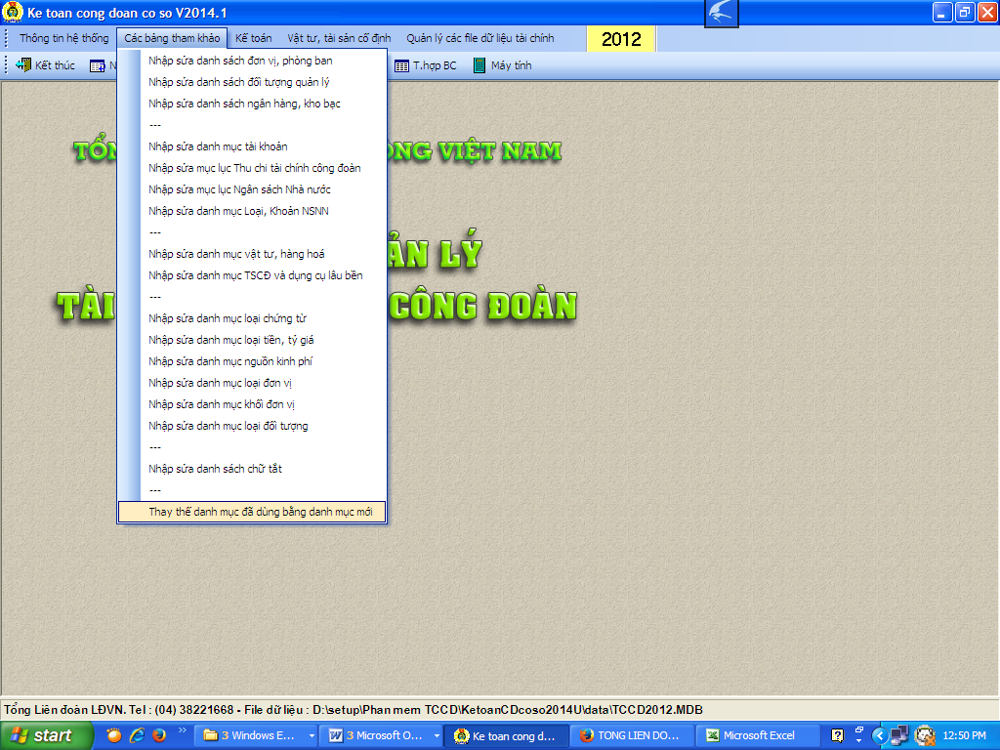 Ke toan cong doan co so V2014.1
Thông tin hệ thống Các bảng tham khảo Kế toán Vật tư, tài sản cố định Quản lý các file dữ liệu tài chính 2012
Kết thúc N T.hợp BC Máy tính
Nhập sửa danh sách đơn vị, phòng ban
Nhập sửa danh sách đối tượng quản lý
Nhập sửa danh sách ngân hàng, kho bạc
---
Nhập sửa danh mục tài khoản
Nhập sửa mục lục Thu chi tài chính công đoàn
Nhập sửa mục lục Ngân sách Nhà nước
Nhập sửa danh mục Loại, Khoản NSNN
---
Nhập sửa danh mục vật tư, hàng hoá
Nhập sửa danh mục TSCĐ và dụng cụ lâu bền
---
Nhập sửa danh mục loại chứng từ
Nhập sửa danh mục loại tiền, tỷ giá
Nhập sửa danh mục nguồn kinh phí
Nhập sửa danh mục loại đơn vị
Nhập sửa danh mục khối đơn vị
Nhập sửa danh mục loại đối tượng
---
Nhập sửa danh sách chữ tắt
---
Thay thế danh mục đã dùng bằng danh mục mới
TỔN ĐỘNG VIỆT NAM
ẢN LÝ
TÀI CÔNG ĐOÀN
Tổng Liên đoàn LĐVN. Tel : (04) 38221668 - File dữ liệu : D:\setup\Phan mem TCCD\KetoanCDcoso2014U\data\TCCD2012.MDB
start 3 Windows E... 3 Microsoft O... Ke toan cong d... TONG LIEN DO... Microsoft Excel 12:50 PM